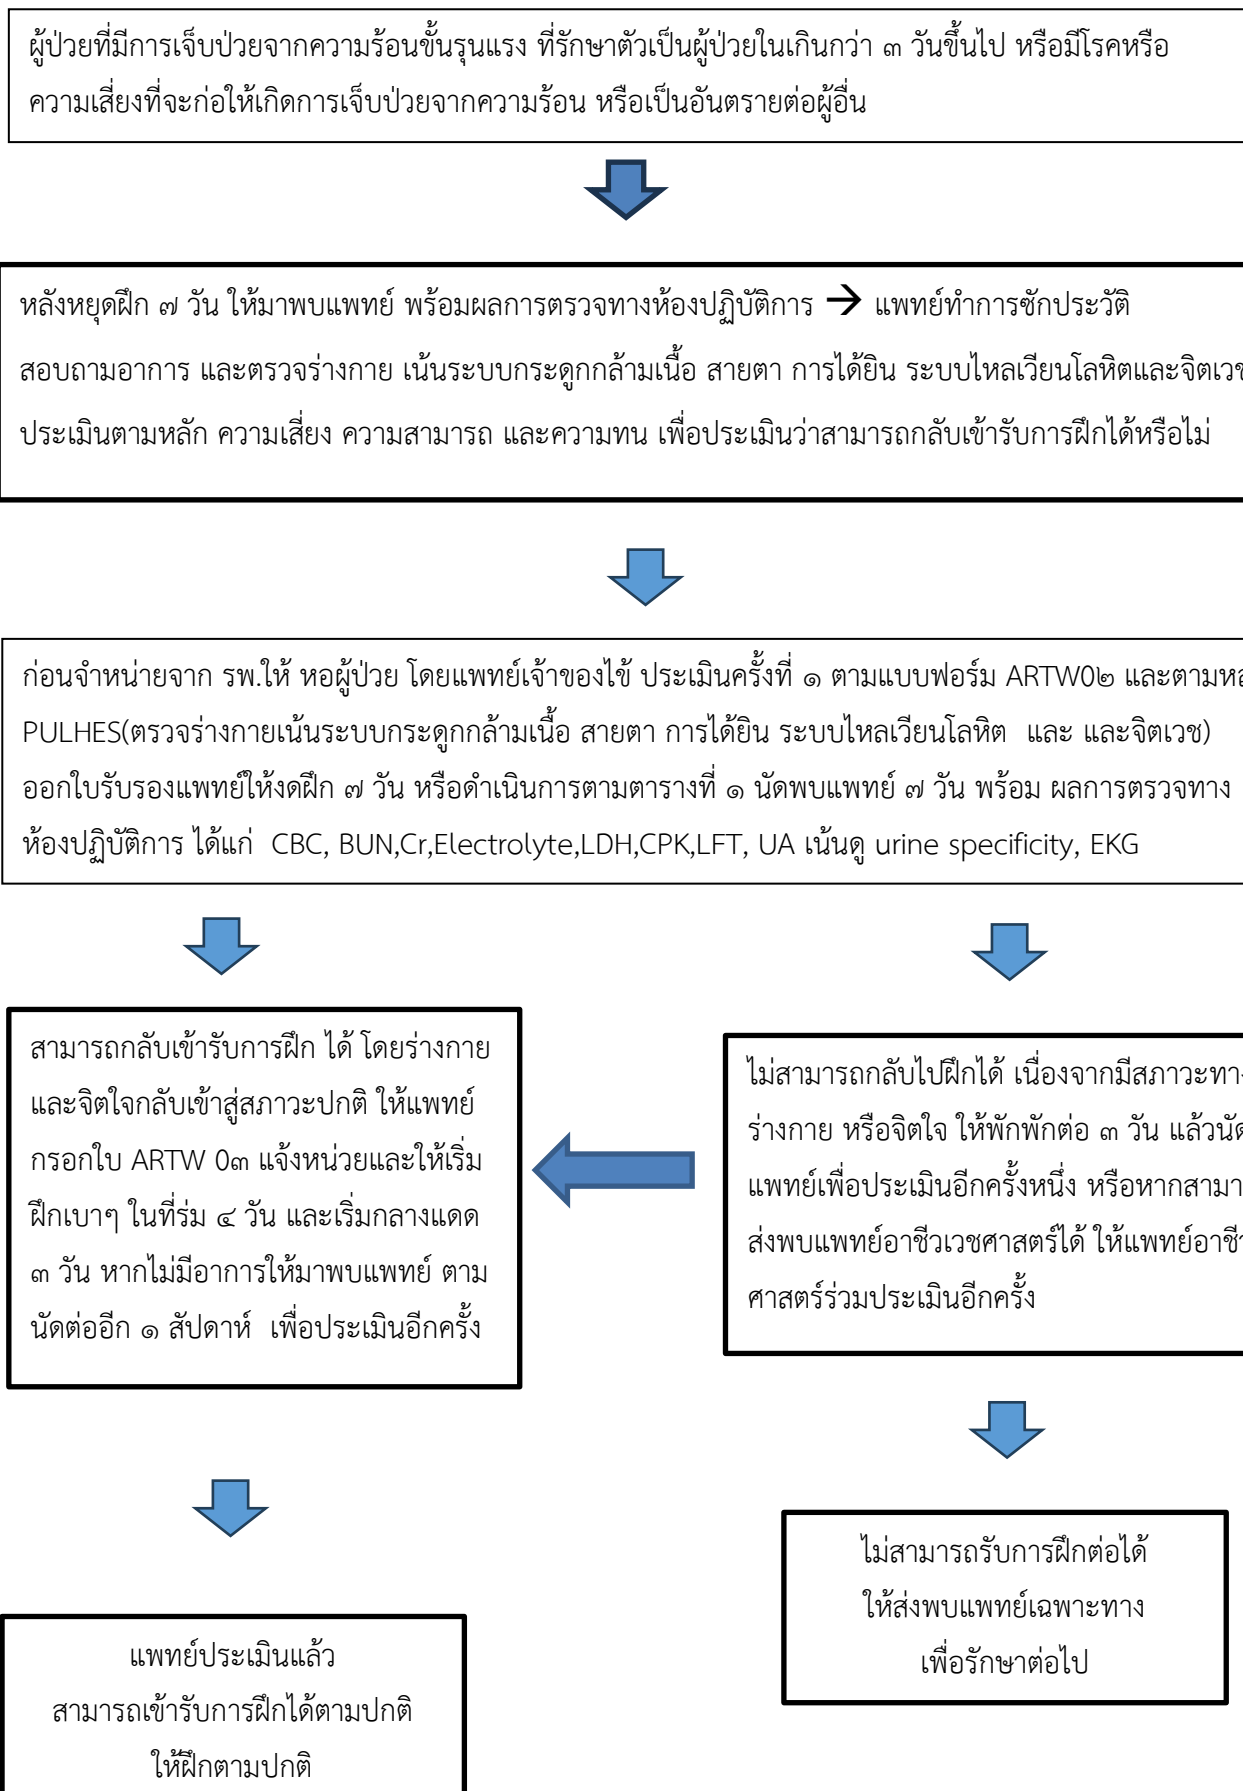 ผู้ป่วยที่มีการเจ็บป่วยจากความร้อนขั้นรุนแรง ที่รักษาตัวเป็นผู้ป่วยในเกินกว่า ๓ วันขึ้นไป หรือมีโรคหรือ
ความเสี่ยงที่จะก่อให้เกิดการเจ็บป่วยจากความร้อน หรือเป็นอันตรายต่อผู้อื่น
หลังหยุดฝึก ๗ วัน ให้มาพบแพทย์ พร้อมผลการตรวจทางห้องปฏิบัติการ → แพทย์ทำการซักประวัติ
สอบถามอาการ และตรวจร่างกาย เน้นระบบกระดูกกล้ามเนื้อ สายตา การได้ยิน ระบบไหลเวียนโลหิตและ
ประเมินตามหลัก ความเสี่ยง ความสามารถ และความทน เพื่อประเมินว่าสามารถกลับเข้ารับการฝึกได้หรือไม่
ก่อนจำหน่ายจาก รพ.ให้ หอผู้ป่วย โดยแพทย์เจ้าของไข้ ประเมินครั้งที่ ๑ ตามแบบฟอร์ม ARTW0๒ และตาม
PULHES(ตรวจร่างกายเน้นระบบกระดูกกล้ามเนื้อ สายตา การได้ยิน ระบบไหลเวียนโลหิต และ และจิตเวช)
ออกใบรับรองแพทย์ให้งดฝึก ๗ วัน หรือดำเนินการตามตารางที่ ๑ นัดพบแพทย์ ๗ วัน พร้อม ผลการตรวจทาง
ห้องปฏิบัติการ ได้แก่ CBC, BUN,Cr,Electrolyte,LDH,CPK,LFT, UA เน้นดู urine specificity, EKG
สามารถกลับเข้ารับการฝึก ได้ โดยร่างกาย
และจิตใจกลับเข้าสู่สภาวะปกติ ให้แพทย์
กรอกใบ ARTW 0๓ แจ้งหน่วยและให้เริ่ม
ฝึกเบาๆ ในที่ร่ม ๔ วัน และเริ่มกลางแดด
๓ วัน หากไม่มีอาการให้มาพบแพทย์ ตาม
นัดต่ออีก ๑ สัปดาห์ เพื่อประเมินอีกครั้ง
ไม่สามารถกลับไปฝึกได้ เนื่องจากมีสภาวะ
ร่างกาย หรือจิตใจ ให้พักพักต่อ ๓ วัน แล้ว
แพทย์เพื่อประเมินอีกครั้งหนึ่ง หรือหาก
ส่งพบแพทย์อาชีวเวชศาสตร์ได้ ให้แพทย์
ศาสตร์ร่วมประเมินอีกครั้ง
ไม่สามารถรับการฝึกต่อได้
ให้ส่งพบแพทย์เฉพาะทาง
เพื่อรักษาต่อไป
แพทย์ประเมินแล้ว
สามารถเข้ารับการฝึกได้ตามปกติ
ให้ฝึกตามปกติ